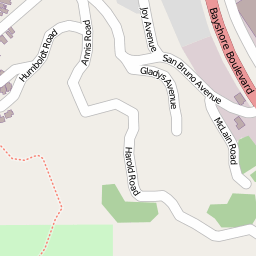 Humboldt Road
Annis Road
Joy Avenue
Bayshore Boulevard
San Bruno Avenue
Gladys Avenue
McLain Road
Harold Road